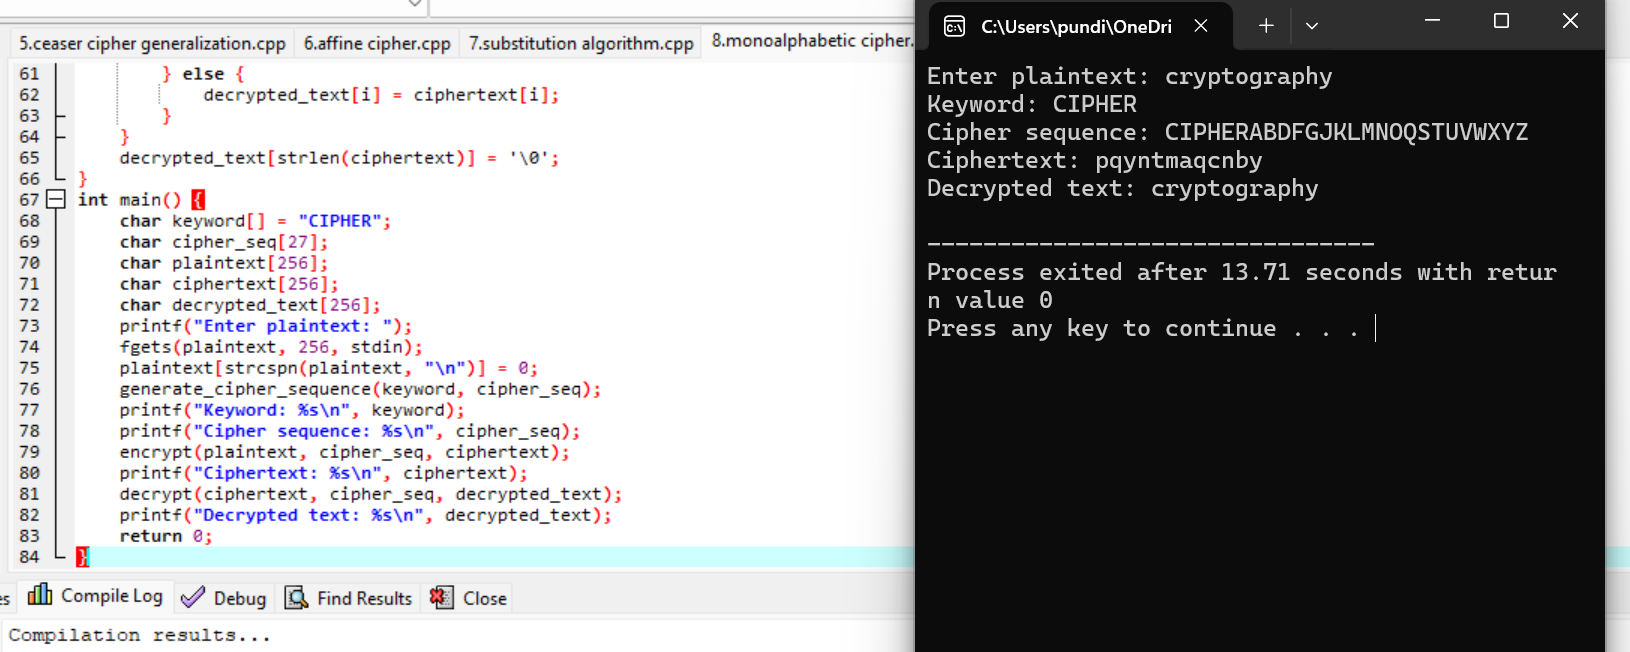 5.ceaser cipher generalization.cpp 6.affine cipher.cpp 7.substitution algorithm.cpp 8.monoalphabetic cipher.
61 } else {
62 decrypted_text[i] = ciphertext[i];
63 }
64 }
65 decrypted_text[strlen(ciphertext)] = '\0';
66 }
67 int main() {
68 char keyword[] = "CIPHER";
69 char cipher_seq[27];
70 char plaintext[256];
71 char ciphertext[256];
72 char decrypted_text[256];
73 printf("Enter plaintext: ");
74 fgets(plaintext, 256, stdin);
75 plaintext[strcspn(plaintext, "\n")] = 0;
76 generate_cipher_sequence(keyword, cipher_seq);
77 printf("Keyword: %s\n", keyword);
78 printf("Cipher sequence: %s\n", cipher_seq);
79 encrypt(plaintext, cipher_seq, ciphertext);
80 printf("Ciphertext: %s\n", ciphertext);
81 decrypt(ciphertext, cipher_seq, decrypted_text);
82 printf("Decrypted text: %s\n", decrypted_text);
83 return 0;
84 }
es Compile Log Debug Find Results Close
Compilation results...
C:\Users\pundi\OneDri
Enter plaintext: cryptography
Keyword: CIPHER
Cipher sequence: CIPHERABDFGJKLMNOQSTUVWXYZ
Ciphertext: pqyntmaqcnby
Decrypted text: cryptography
--------------------------------
Process exited after 13.71 seconds with retur
n value 0
Press any key to continue . . .